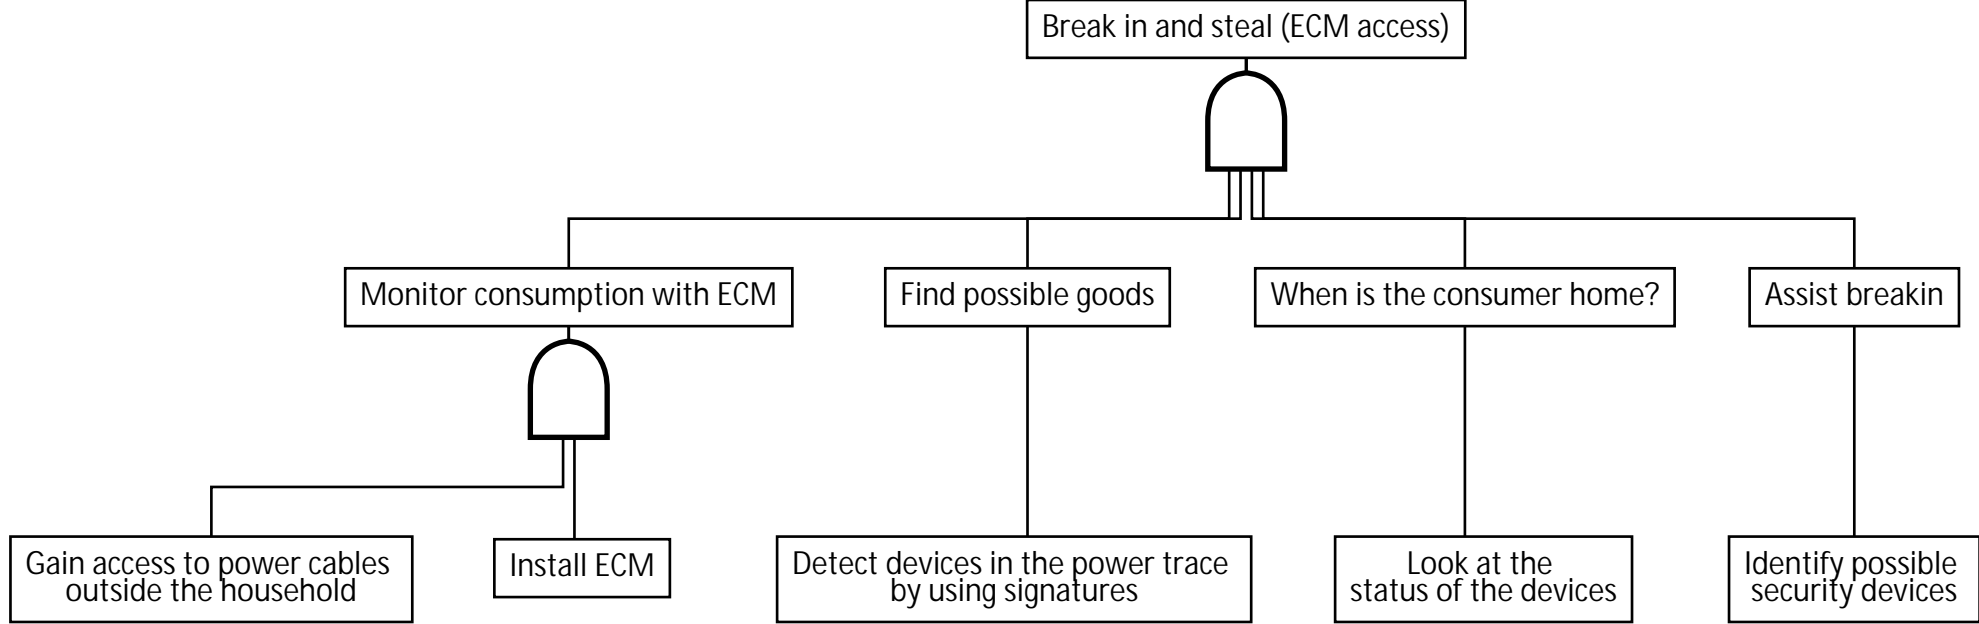 Break in and steal (ECM access)
Monitor consumption with ECM
Find possible goods
When is the consumer home?
Assist breakin
Gain access to power cables
outside the household
Install ECM
Detect devices in the power trace
by using signatures
Look at the
status of the devices
Identify possible
security devices